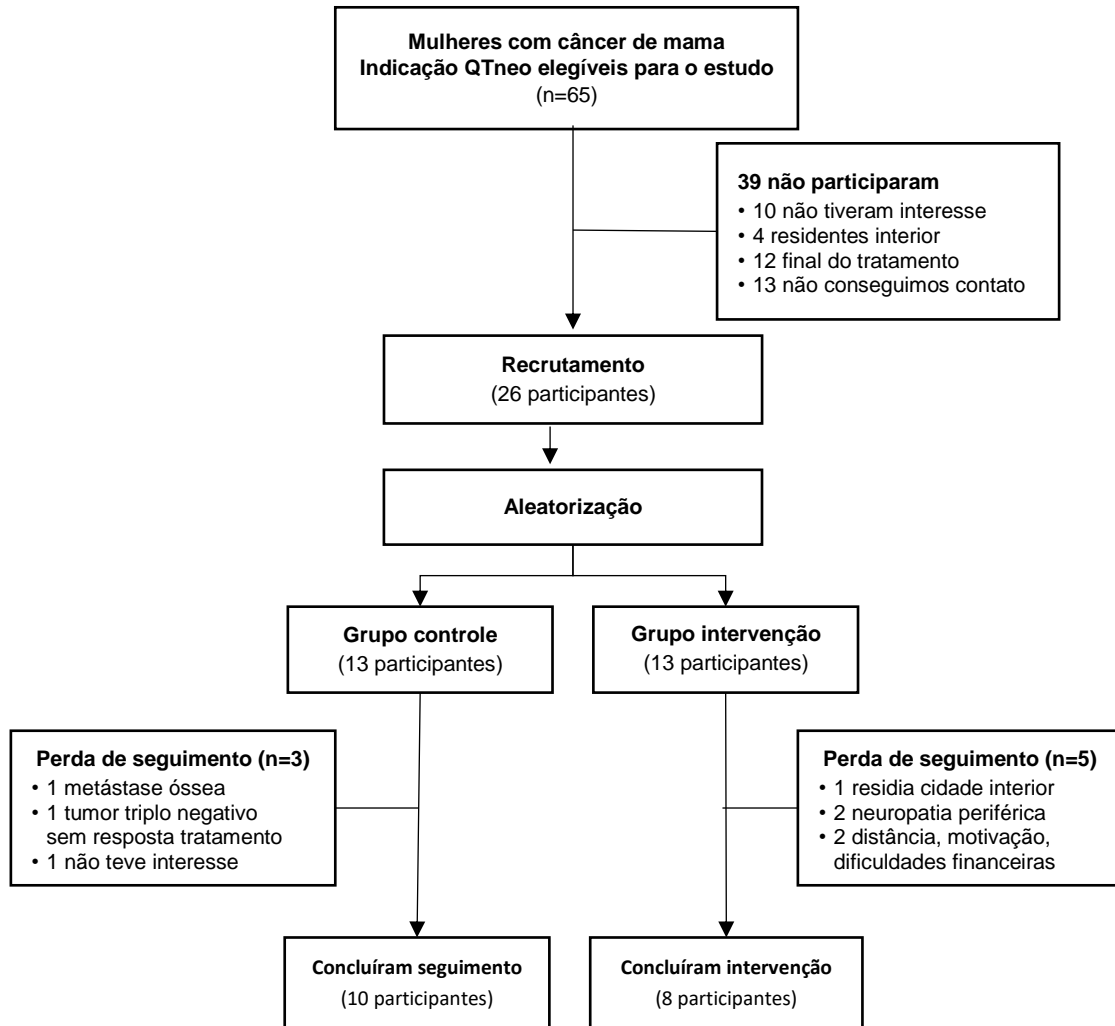 Mulheres com câncer de mama
Indicação QTneo elegíveis para o estudo
(n=65)
39 não participaram
• 10 não tiveram interesse
• 4 residentes interior
• 12 final do tratamento
• 13 não conseguimos contato
Recrutamento
(26 participantes)
Aleatorização
Grupo controle
(13 participantes)
Grupo intervenção
(13 participantes)
Perda de seguimento (n=3)
• 1 metástase óssea
• 1 tumor triplo negativo
sem resposta tratamento
• 1 não teve interesse
Perda de seguimento (n=5)
• 1 residia cidade interior
• 2 neuropatia periférica
• 2 distância, motivação,
dificuldades financeiras
Concluíram seguimento
(10 participantes)
Concluíram intervenção
(8 participantes)